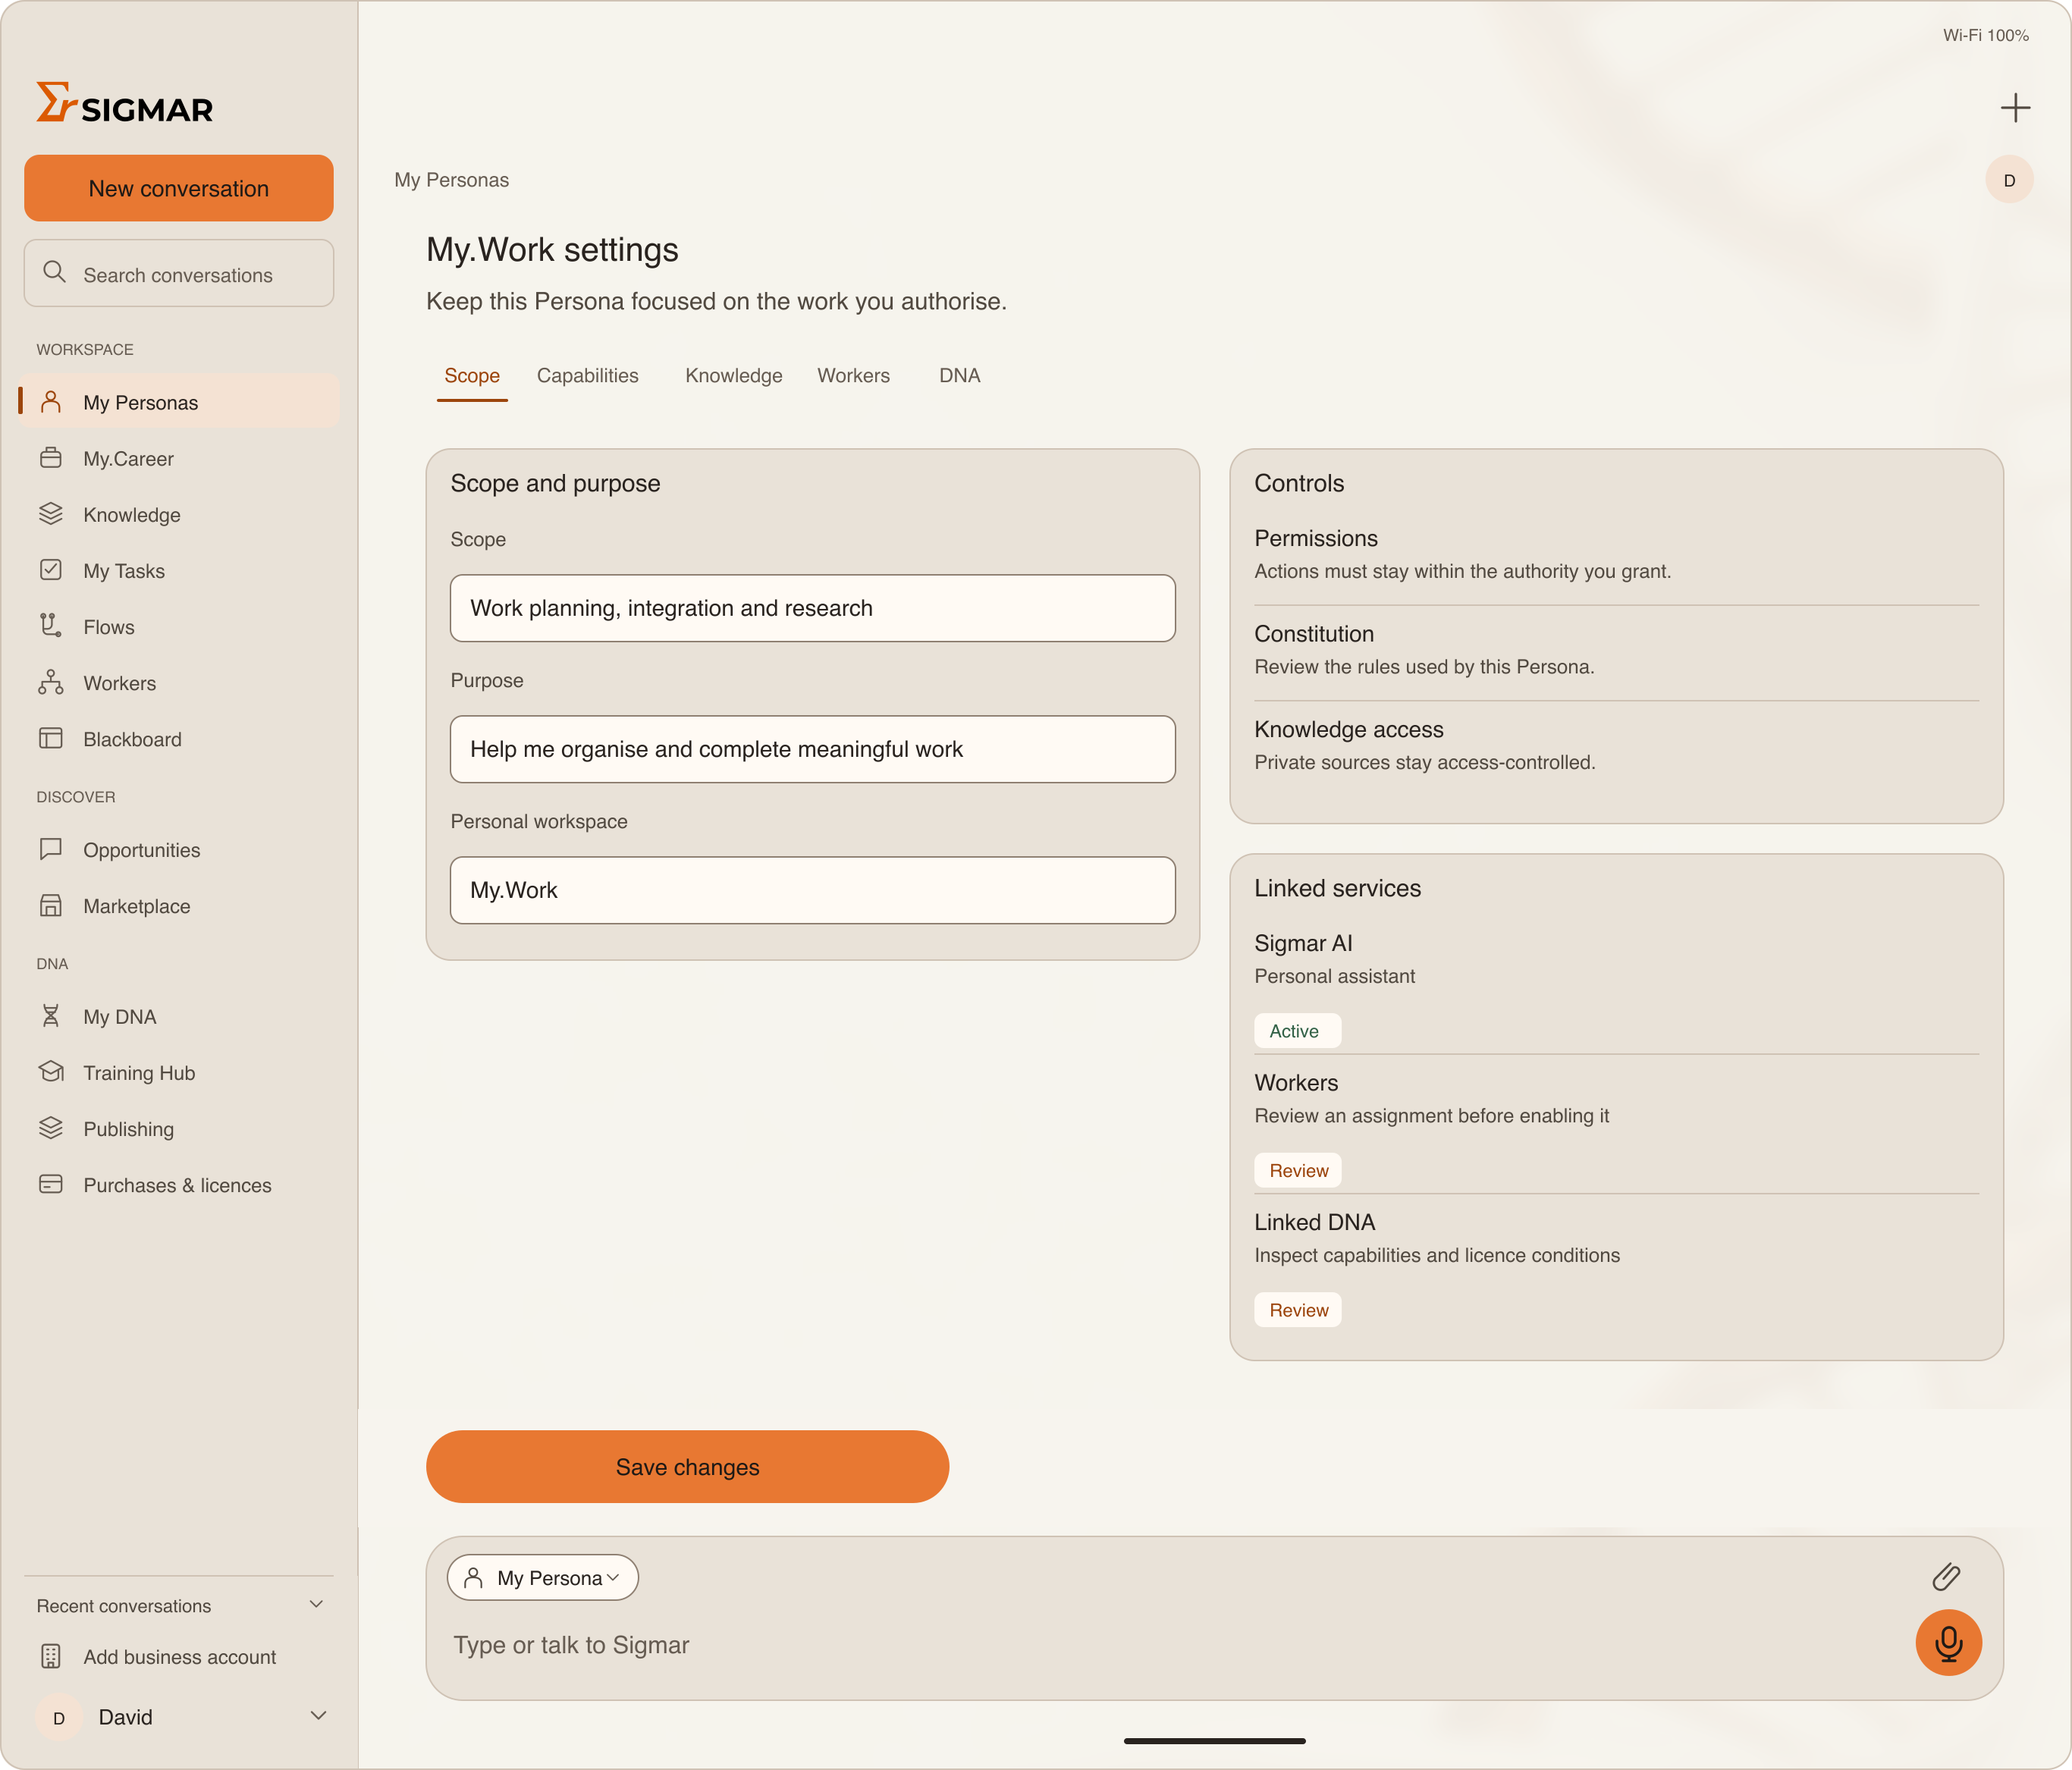 Wi-Fi 100%
SIGMAR
New conversation
Search conversations
WORKSPACE
My Personas
My.Career
Knowledge
My Tasks
Flows
Workers
Blackboard
DISCOVER
Opportunities
Marketplace
DNA
My DNA
Training Hub
Publishing
Purchases & licences
Recent conversations
Add business account
D
David
My Personas
D
My.Work settings
Keep this Persona focused on the work you authorise.
Scope Capabilities Knowledge Workers DNA
Scope and purpose
Scope
Work planning, integration and research
Purpose
Help me organise and complete meaningful work
Personal workspace
My.Work
Controls
Permissions
Actions must stay within the authority you grant.
Constitution
Review the rules used by this Persona.
Knowledge access
Private sources stay access-controlled.
Linked services
Sigmar AI
Personal assistant
Active
Workers
Review an assignment before enabling it
Review
Linked DNA
Inspect capabilities and licence conditions
Review
Save changes
My Persona
Type or talk to Sigmar